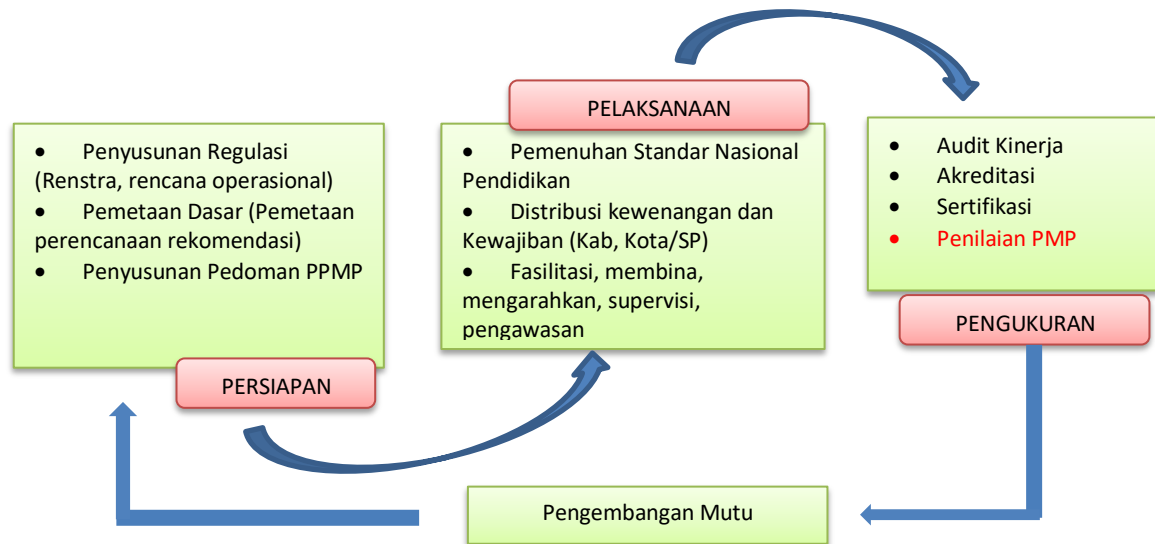 • Penyusunan Regulasi
(Renstra, rencana operasional)
• Pemetaan Dasar (Pemetaan
perencanaan rekomendasi)
• Penyusunan Pedoman PPMP
PERSIAPAN
PELAKSANAAN
• Pemenuhan Standar Nasional
Pendidikan
• Distribusi kewenangan dan
Kewajiban (Kab, Kota/SP)
• Fasilitasi, membina,
mengarahkan, supervisi,
pengawasan
• Audit Kinerja
• Akreditasi
• Sertifikasi
• Penilaian PMP
PENGUKURAN
Pengembangan Mutu